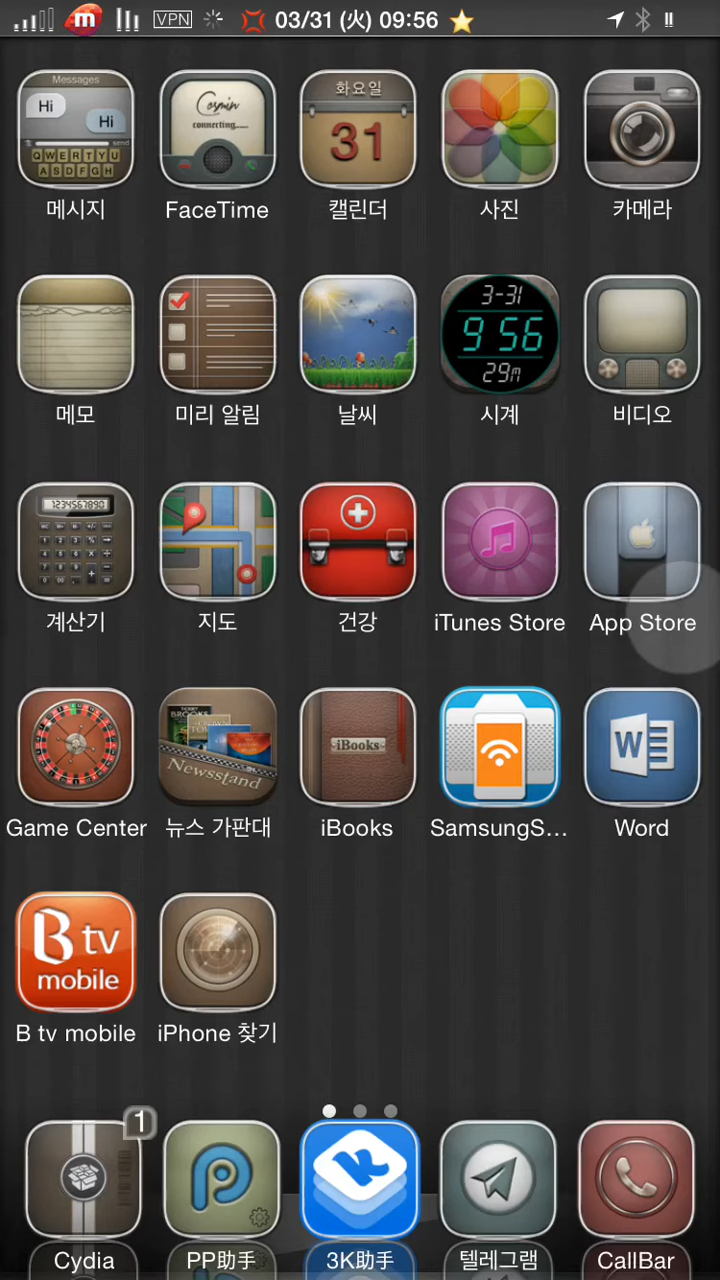 m VPN 03/31 (火) 09:56
Messages
Hi
Hi
send
QWERTYU
ASDFGH
Cosmin
connecting.....
화요일
31
메시지 FaceTime 캘린더 사진 카메라
3-31
9 56
29m
메모 미리 알림 날씨 시계 비디오
1234567890
계산기 지도 건강 iTunes Store App Store
BROOKS
Newsstand
iBooks
W
Game Center 뉴스 가판대 iBooks SamsungS... Word
B tv
mobile
B tv mobile iPhone 찾기
1
Cydia PP助手 3K助手 텔레그램 CallBar